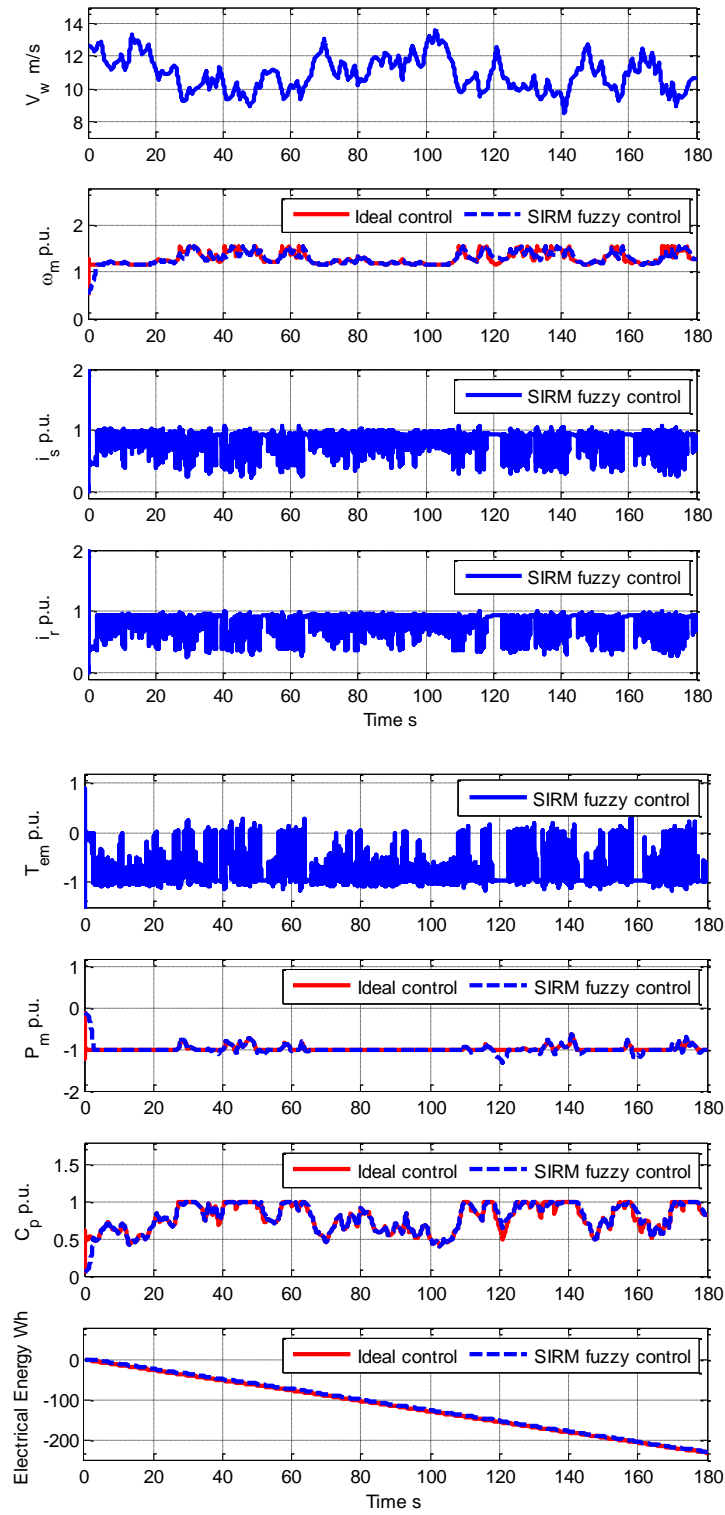 14
12
10
8
V_w m/s
0 20 40 60 80 100 120 140 160 180
Ideal control SIRM fuzzy control
2
1
0
ω_m p.u.
0 20 40 60 80 100 120 140 160 180
SIRM fuzzy control
2
1
0
i_s p.u.
0 20 40 60 80 100 120 140 160 180
SIRM fuzzy control
2
1
0
i_r p.u.
0 20 40 60 80 100 120 140 160 180
Time s
SIRM fuzzy control
1
0
-1
T_em p.u.
0 20 40 60 80 100 120 140 160 180
Ideal control SIRM fuzzy control
1
0
-1
-2
P_m p.u.
0 20 40 60 80 100 120 140 160 180
Ideal control SIRM fuzzy control
1.5
1
0.5
0
C_p p.u.
0 20 40 60 80 100 120 140 160 180
Ideal control SIRM fuzzy control
0
-100
-200
Electrical Energy Wh
0 20 40 60 80 100 120 140 160 180
Time s